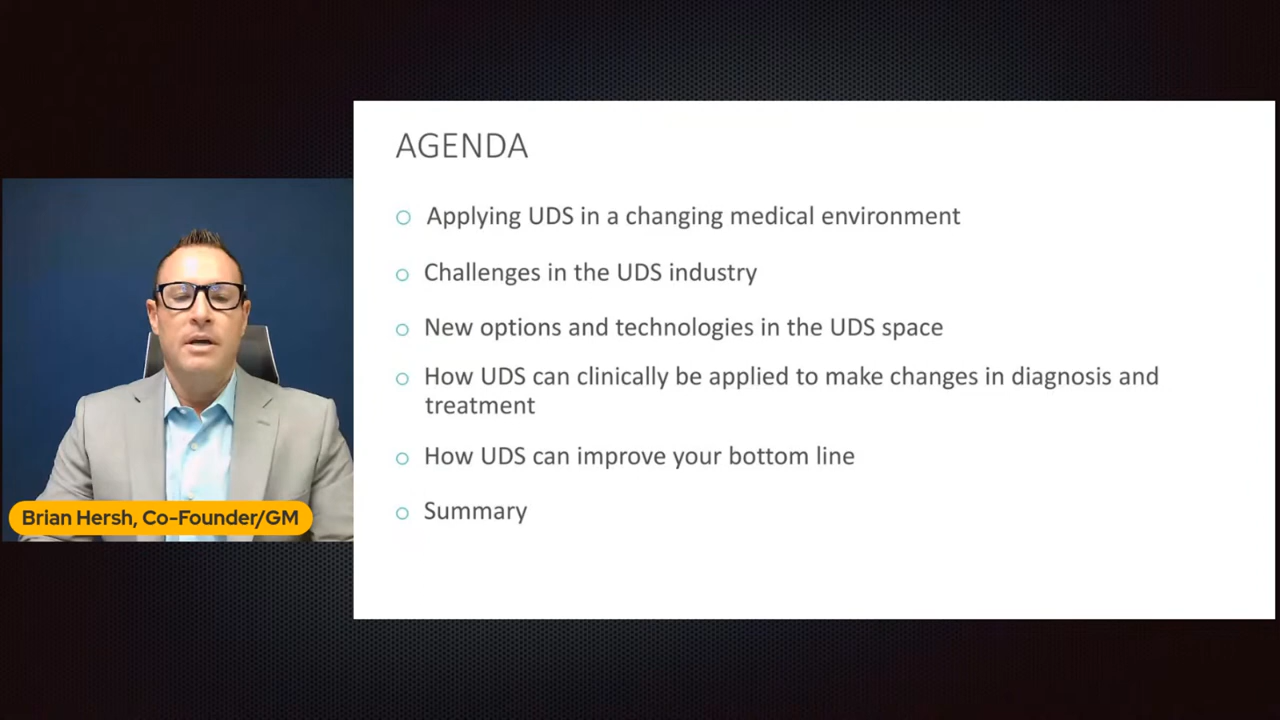 AGENDA
Applying UDS in a changing medical environment
Challenges in the UDS industry
New options and technologies in the UDS space
How UDS can clinically be applied to make changes in diagnosis and
treatment
How UDS can improve your bottom line
Summary
Brian Hersh, Co-Founder/GM